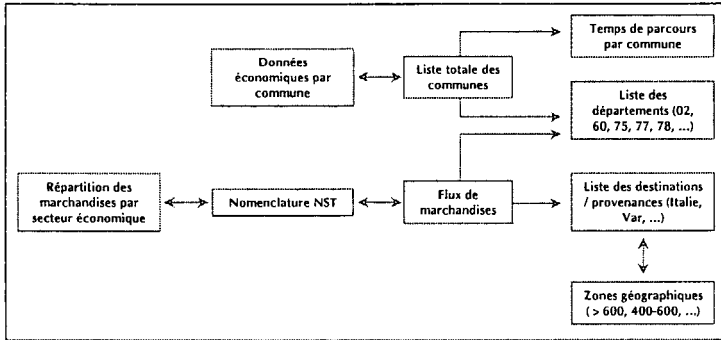 Temps de parcours
par commune
Données
économiques par
commune
Liste totale des
communes
Liste des
départements (02,
60, 75, 77, 78, ...)
Répartition des
marchandises par
secteur économique
Nomenclature NST
Flux de
marchandises
Liste des destinations
/ provenances (Italie,
Var, ...)
Zones géographiques
( > 600, 400-600, ...)